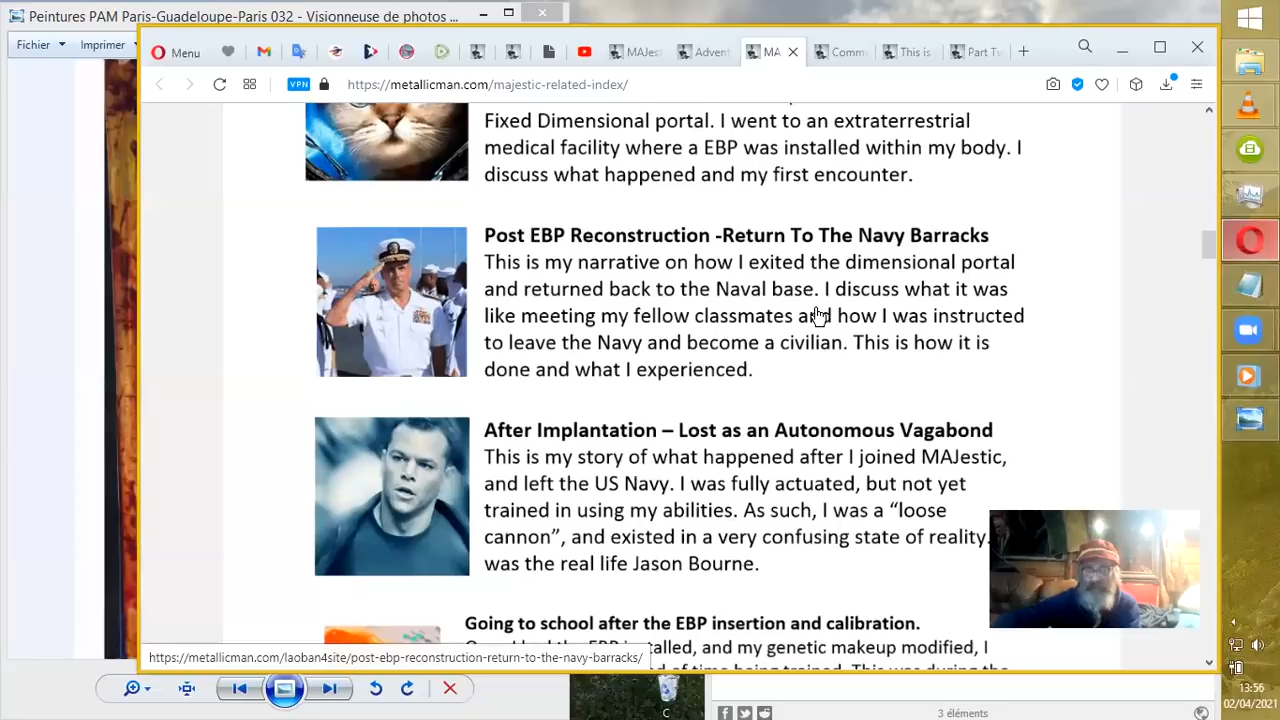 Peintures PAM Paris-Guadeloupe-Paris 032 - Visionneuse de photos ...
Fichier Imprimer
Menu
MAJest
Advent
MA
Comm
This is
Part Tv
VPN https://metallicman.com/majestic-related-index/
Fixed Dimensional portal. I went to an extraterrestrial
medical facility where a EBP was installed within my body. I
discuss what happened and my first encounter.
Post EBP Reconstruction -Return To The Navy Barracks
This is my narrative on how I exited the dimensional portal
and returned back to the Naval base. I discuss what it was
like meeting my fellow classmates and how I was instructed
to leave the Navy and become a civilian. This is how it is
done and what I experienced.
After Implantation – Lost as an Autonomous Vagabond
This is my story of what happened after I joined MAJestic,
and left the US Navy. I was fully actuated, but not yet
trained in using my abilities. As such, I was a “loose
cannon”, and existed in a very confusing state of reality.
was the real life Jason Bourne.
Going to school after the EBP insertion and calibration.
talled, and my genetic makeup modified, I
https://metallicman.com/laoban4site/post-ebp-reconstruction-return-to-the-navy-barracks/
C
3 éléments
13:56
02/04/2021